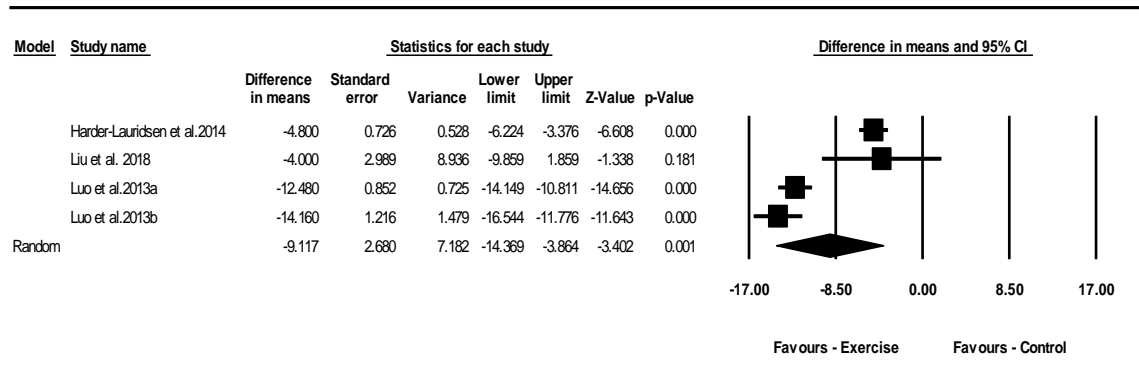 Model Study name Statistics for each study Difference in means and 95% CI
Difference Standard Lower Upper
in means error Variance limit limit Z-Value p-Value
Harder-Lauridsen et al.2014 -4.800 0.726 0.528 -6.224 -3.376 -6.608 0.000
Liu et al. 2018 -4.000 2.989 8.936 -9.859 1.859 -1.338 0.181
Luo et al.2013a -12.480 0.852 0.725 -14.149 -10.811 -14.656 0.000
Luo et al.2013b -14.160 1.216 1.479 -16.544 -11.776 -11.643 0.000
Random -9.117 2.680 7.182 -14.369 -3.864 -3.402 0.001
-17.00 -8.50 0.00 8.50 17.00
Favours - Exercise Favours - Control